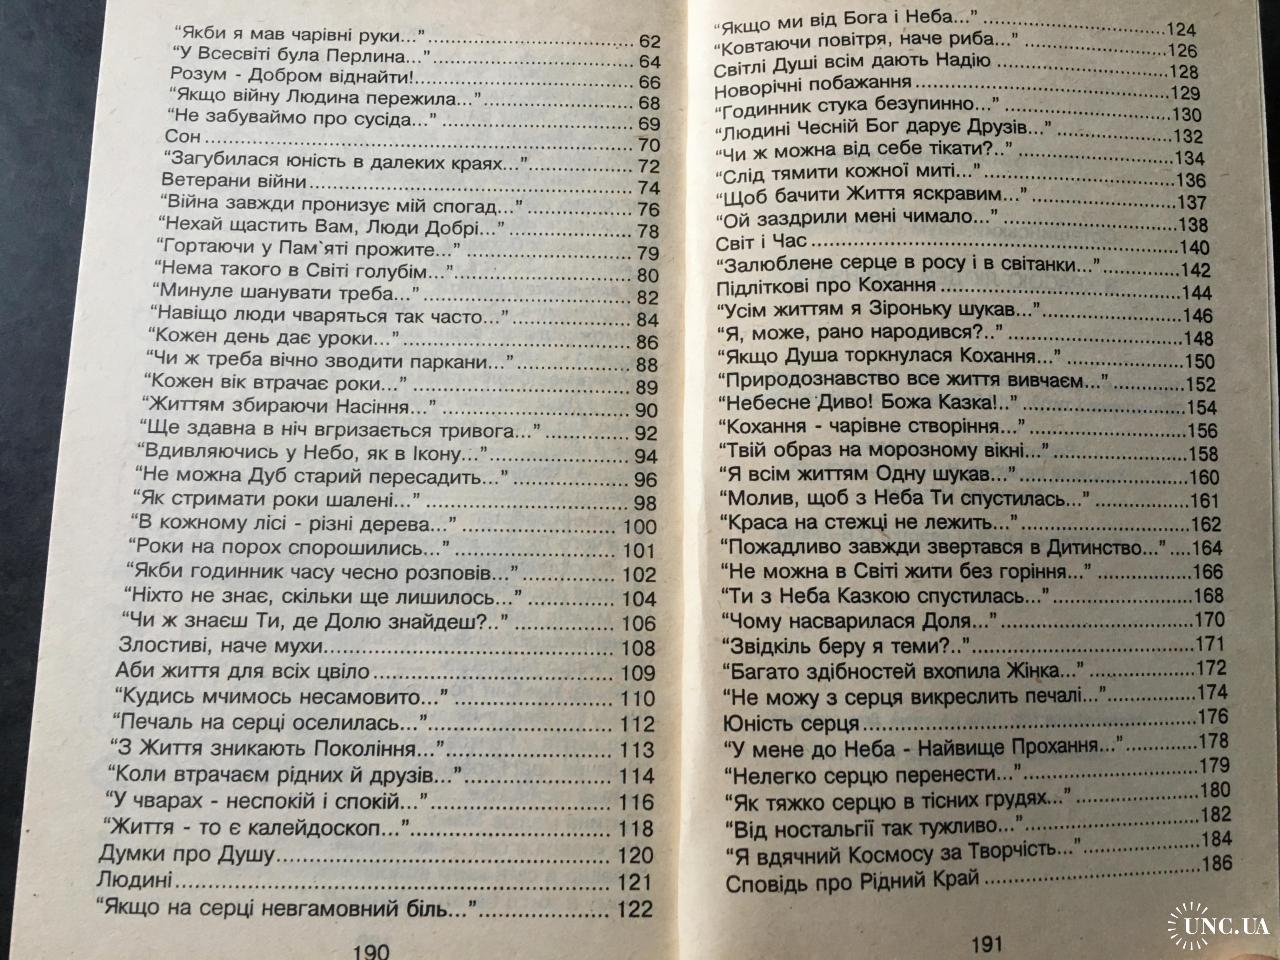 “Якби я мав чарівні руки...” ........ 62
“У Всесвіті була Перлина...” ........ 64
Розум - Добром віднайти!........ 66
“Якщо війну Людина пережила...” ........ 68
“Не забуваймо про сусіда...” ........ 69
Сон ........ 70
“Загубилася юність в далеких краях...” ........ 72
Ветерани війни ........ 74
“Війна завжди пронизує мій спогад...” ........ 76
“Нехай щастить Вам, Люди Добрі...” ........ 78
“Гортаючи у Пам`яті прожите...” ........ 79
“Нема такого в Світі голубім...” ........ 80
“Минуле шанувати треба...” ........ 82
“Навіщо люди чваряться так часто...” ........ 84
“Кожен день дає уроки...” ........ 86
“Чи ж треба вічно зводити паркани...” ........ 88
“Кожен вік втрачає роки...” ........ 89
“Життям збираючи Насіння...” ........ 90
“Ще здавна в ніч вгризається тривога...” ........ 92
“Вдивляючись у Небо, як в Ікону...” ........ 94
“Не можна Дуб старий пересадить...” ........ 96
“Як стримати роки шалені...” ........ 98
“В кожному лісі - різні дерева...” ........ 100
“Роки на порох спорошились...” ........ 101
“Якби годинник часу чесно розповів...” ........ 102
“Ніхто не знає, скільки ще лишилось...” ........ 104
“Чи ж знаєш Ти, де Долю знайдеш?..” ........ 106
Злостиві, наче мухи........ 108
Аби життя для всіх цвіло ........ 109
“Кудись мчимось несамовито...” ........ 110
“Печаль на серці оселилась...” ........ 112
“З Життя зникають Покоління...” ........ 113
“Коли втрачаєм рідних й друзів...” ........ 114
“У чварах - неспокій і спокій...” ........ 116
“Життя - то є калейдоскоп...”........ 118
Думки про Душу........ 120
Людині........ 121
“Якщо на серці невгамовний біль...”........ 122
190
“Якщо ми від Бога і Неба...” ........124
“Ковтаючи повітря, наче риба...” ........126
Світлі Душі всім дають Надію ........128
Новорічні побажання ........129
“Годинник стука безупинно...” ........130
“Людині Чесній Бог дарує Друзів...” ........132
“Чи ж можна від себе тікати?..” ........134
“Слід тямити кожної миті...” ........136
“Щоб бачити Життя яскравим...” ........137
“Ой заздрили мені чимало...” ........138
Світ і Час ........140
“Залюблене серце в росу і в світанки...” ........142
Підліткові про Кохання ........144
“Усім життям я Зіроньку шукав...” ........146
“Я, може, рано народився?..” ........148
“Якщо Душа торкнулася Кохання...” ........150
“Природознавство все життя вивчаєм...” ........152
“Небесне Диво! Божа Казка!..” ........154
“Кохання - чарівне створіння...” ........156
“Твій образ на морозному вікні...” ........158
“Я всім життям Одну шукав...” ........160
“Молив, щоб з Неба Ти спустилась...” ........161
“Краса на стежці не лежить...” ........162
“Пожадливо завжди звертався в Дитинство...” ....164
“Не можна в Світі жити без горіння...” ........166
“Ти з Неба Казкою спустилась...” ........168
“Чому насварилася Доля...” ........170
“Звідкіль беру я теми?..” ........171
“Багато здібностей вхопила Жінка...” ........172
“Не можу з серця викреслить печалі...” ........174
Юність серця........176
“У мене до Неба - Найвище Прохання...”........178
“Нелегко серцю перенести...” ........179
“Як тяжко серцю в тісних грудях...” ........180
“Від ностальгії так тужливо...” ........182
“Я вдячний Космосу за Творчість...” ........184
Сповідь про Рідний Край ........186
191
UNC.UA